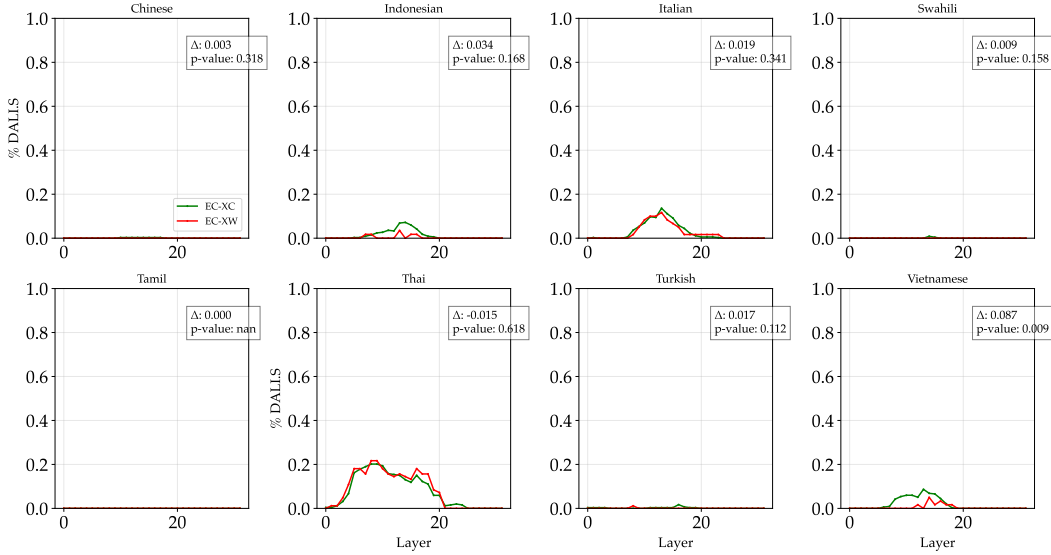 Chinese
Indonesian
Italian
Swahili
1.0
0.8
0.6
0.4
0.2
0.0
% DALI.S
Δ: 0.003
p-value: 0.318
EC-XC
EC-XW
20
1.0
0.8
0.6
0.4
0.2
0.0
Δ: 0.034
p-value: 0.168
0
20
1.0
0.8
0.6
0.4
0.2
0.0
Δ: 0.019
p-value: 0.341
0
20
1.0
0.8
0.6
0.4
0.2
0.0
Δ: 0.009
p-value: 0.158
0
20
0
Tamil
Thai
Turkish
Vietnamese
1.0
0.8
0.6
0.4
0.2
0.0
Δ: 0.000
p-value: nan
0
20
1.0
0.8
0.6
0.4
0.2
0.0
% DALI.S
Δ: -0.015
p-value: 0.618
0
20
Layer
1.0
0.8
0.6
0.4
0.2
0.0
Δ: 0.017
p-value: 0.112
0
20
Layer
1.0
0.8
0.6
0.4
0.2
0.0
Δ: 0.087
p-value: 0.009
0
20
Layer